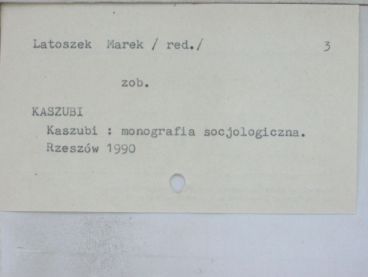 Latoszek Marek / red./ 3
zob.
KASZUBI
Kaszubi : monografia socjologiczna.
Rzeszów 1990